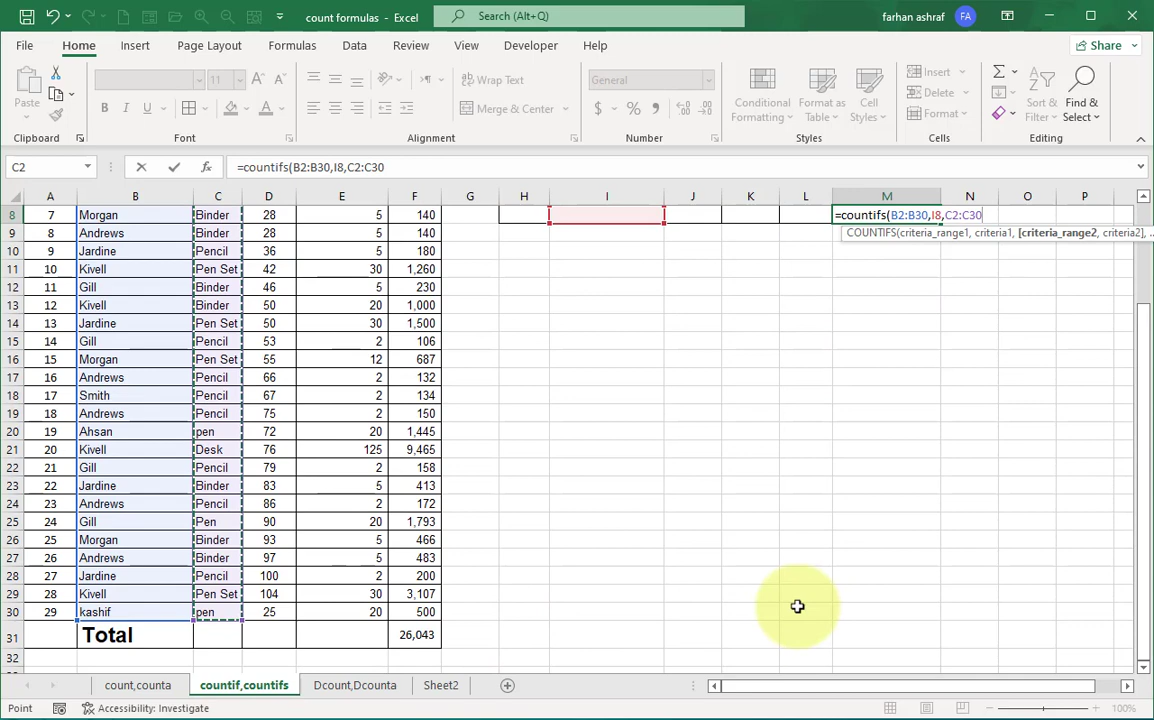 count formulas - Excel
Search (Alt+Q)
farhan ashraf FA
File Home Insert Page Layout Formulas Data Review View Developer Help Share
Paste
11
B I U
Wrap Text
Merge & Center
General
$ % ,
Conditional Formatting
Format as Table
Cell Styles
Insert
Delete
Format
Sort & Filter
Find & Select
Clipboard Font Alignment Number Styles Cells Editing
C2 fx =countifs(B2:B30,I8,C2:C30
A B C D E F G H I J K L M N O P
8 7 Morgan Binder 28 5 140 =countifs(B2:B30,I8,C2:C30
COUNTIFS(criteria_range1, criteria1, [criteria_range2, criteria2], ...
9 8 Andrews Binder 28 5 140
10 9 Jardine Pencil 36 5 180
11 10 Kivell Pen Set 42 30 1,260
12 11 Gill Binder 46 5 230
13 12 Kivell Binder 50 20 1,000
14 13 Jardine Pen Set 50 30 1,500
15 14 Gill Pencil 53 2 106
16 15 Morgan Pen Set 55 12 687
17 16 Andrews Pencil 66 2 132
18 17 Smith Pencil 67 2 134
19 18 Andrews Pencil 75 2 150
20 19 Ahsan pen 72 20 1,445
21 20 Kivell Desk 76 125 9,465
22 21 Gill Pencil 79 2 158
23 22 Jardine Binder 83 5 413
24 23 Andrews Pencil 86 2 172
25 24 Gill Pen 90 20 1,793
26 25 Morgan Binder 93 5 466
27 26 Andrews Binder 97 5 483
28 27 Jardine Pencil 100 2 200
29 28 Kivell Pen Set 104 30 3,107
30 29 kashif pen 25 20 500
31 Total 26,043
32
count,counta countif,countifs Dcount,Dcounta Sheet2
Point Accessibility: Investigate 100%